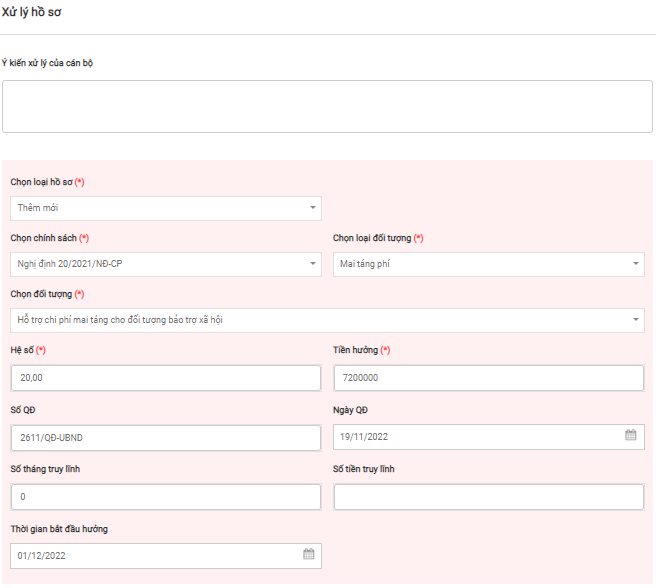 Xử lý hồ sơ
Ý kiến xử lý của cán bộ
Chọn loại hồ sơ (*)
Thêm mới
Chọn chính sách (*)
Chọn loại đối tượng (*)
Nghị định 20/2021/NĐ-CP
Mai táng phí
Chọn đối tượng (*)
Hỗ trợ chi phí mai táng cho đối tượng bảo trợ xã hội
Hệ số (*)
Tiền hưởng (*)
20,00
7200000
Số QĐ
Ngày QĐ
2611/QĐ-UBND
19/11/2022
Số tháng truy lĩnh
Số tiền truy lĩnh
0
Thời gian bắt đầu hưởng
01/12/2022